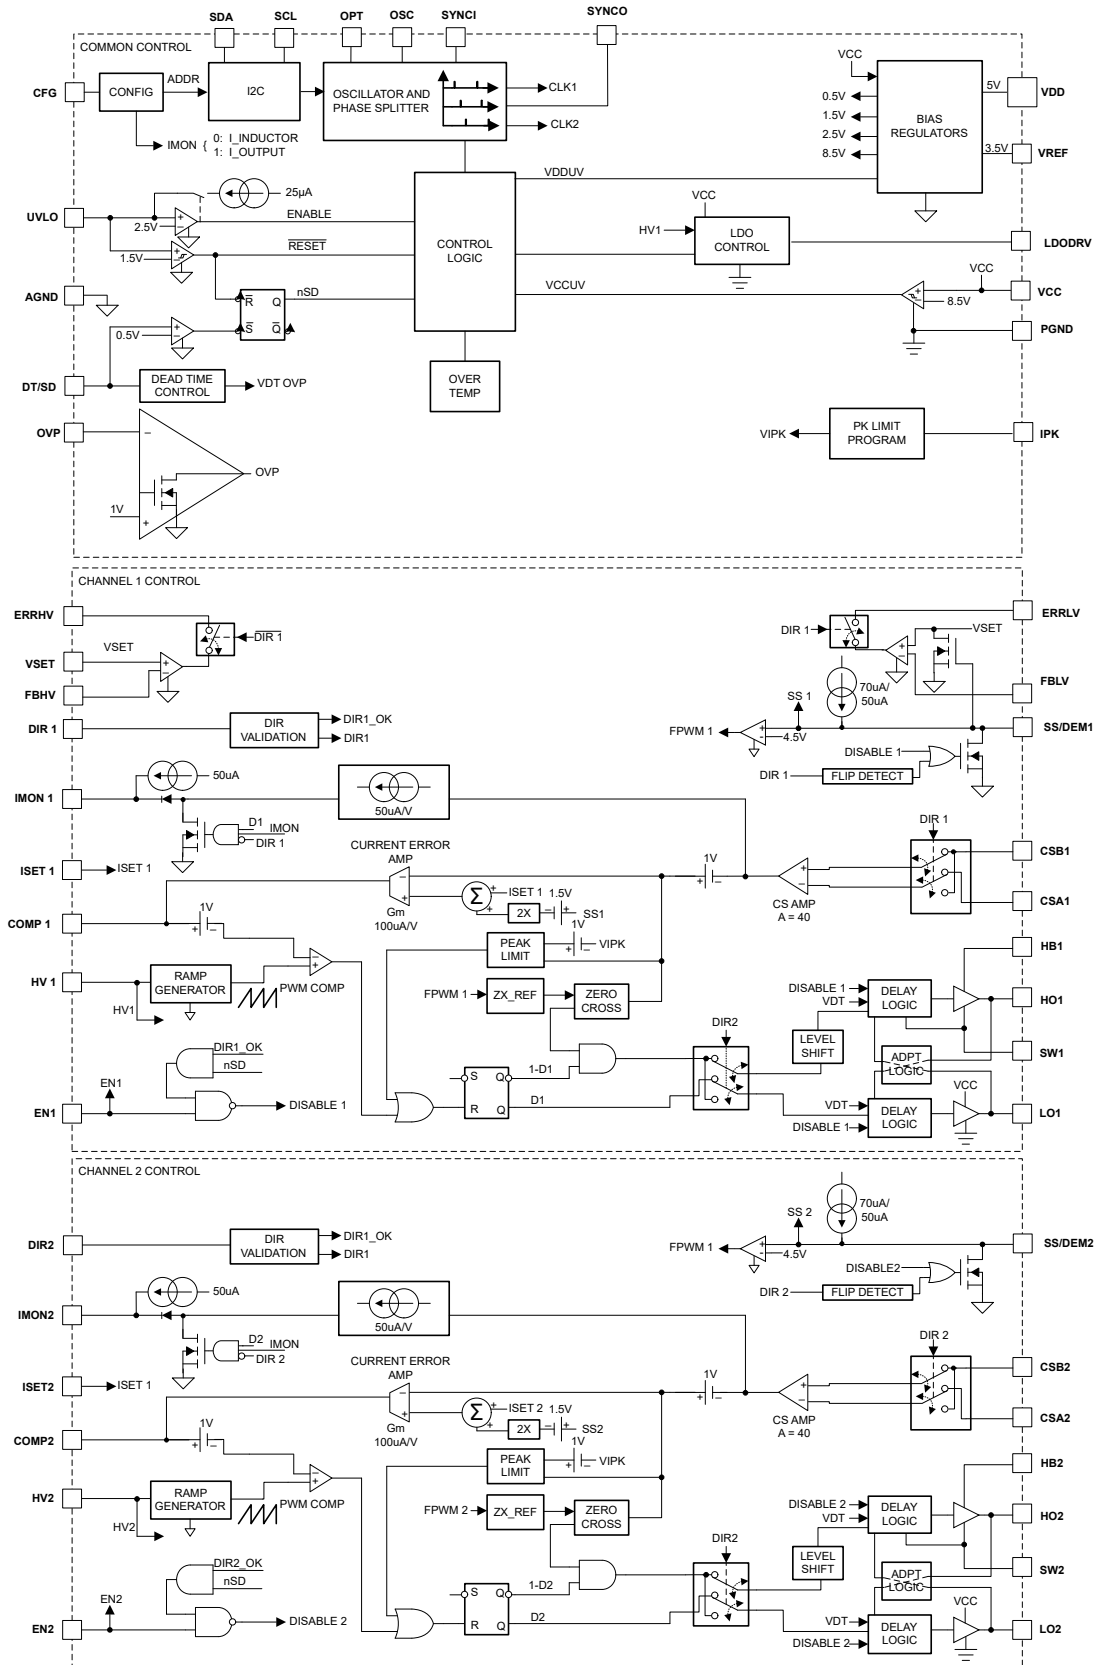 SDA
SCL
OPT
OSC
SYNCI
SYNCO
COMMON CONTROL
CFG
CONFIG
ADDR
I2C
OSCILLATOR AND
PHASE SPLITTER
CLK1
CLK2
IMON { 0: I_INDUCTOR
1: I_OUTPUT
VCC
0.5V
1.5V
2.5V
8.5V
BIAS
REGULATORS
5V
VDD
3.5V
VREF
VDDUV
UVLO
25µA
2.5V
ENABLE
1.5V
RESET
CONTROL
LOGIC
VCC
HV1
LDO
CONTROL
LDODRV
AGND
R Q
S Q
nSD
0.5V
VCCUV
VCC
8.5V
VCC
PGND
DT/SD
DEAD TIME
CONTROL
VDT OVP
OVER
TEMP
OVP
OVP
1V
VIPK
PK LIMIT
PROGRAM
IPK
CHANNEL 1 CONTROL
ERRHV
DIR 1
VSET
VSET
FBHV
DIR 1
DIR
VALIDATION
DIR1_OK
DIR1
ERRLV
DIR 1
VSET
FBLV
70uA/
50uA
SS 1
FPWM 1
4.5V
SS/DEM1
DISABLE 1
DIR 1
FLIP DETECT
50uA
IMON 1
50uA/V
D1
IMON
DIR 1
ISET 1
ISET 1
CURRENT ERROR
AMP
Gm
100uA/V
Σ
ISET 1
2X
1.5V
SS1
1V
CS AMP
A = 40
DIR 1
CSB1
CSA1
COMP 1
1V
PEAK
LIMIT
1V
VIPK
HV 1
HV1
RAMP
GENERATOR
PWM COMP
FPWM 1
ZX_REF
ZERO
CROSS
HB1
DISABLE 1
VDT
DELAY
LOGIC
HO1
LEVEL
SHIFT
ADPT
LOGIC
SW1
DIR1_OK
nSD
EN1
EN1
DISABLE 1
S Q
R Q
1-D1
D1
DIR2
VDT
DISABLE 1
DELAY
LOGIC
VCC
LO1
CHANNEL 2 CONTROL
DIR2
DIR
VALIDATION
DIR1_OK
DIR1
70uA/
50uA
SS 2
FPWM 1
4.5V
SS/DEM2
DISABLE2
DIR 2
FLIP DETECT
50uA
IMON2
50uA/V
D2
IMON
DIR 2
ISET2
ISET 1
CURRENT ERROR
AMP
Gm
100uA/V
Σ
ISET 2
2X
1.5V
SS2
1V
CS AMP
A = 40
DIR 2
CSB2
CSA2
COMP2
1V
PEAK
LIMIT
1V
VIPK
HV2
HV2
RAMP
GENERATOR
PWM COMP
FPWM 2
ZX_REF
ZERO
CROSS
HB2
DISABLE 2
VDT
DELAY
LOGIC
HO2
LEVEL
SHIFT
ADPT
LOGIC
SW2
DIR2_OK
nSD
EN2
EN2
DISABLE 2
S Q
R Q
1-D2
D2
DIR2
VDT
DISABLE 2
DELAY
LOGIC
VCC
LO2